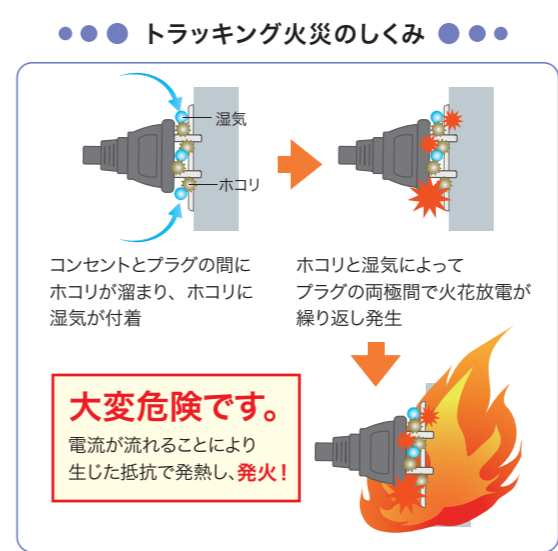 トラッキング火災のしくみ
湿気
ホコリ
コンセントとプラグの間に
ホコリが溜まり、ホコリに
湿気が付着
ホコリと湿気によって
プラグの両極間で火花放電が
繰り返し発生
大変危険です。
電流が流れることにより
生じた抵抗で発熱し、発火！